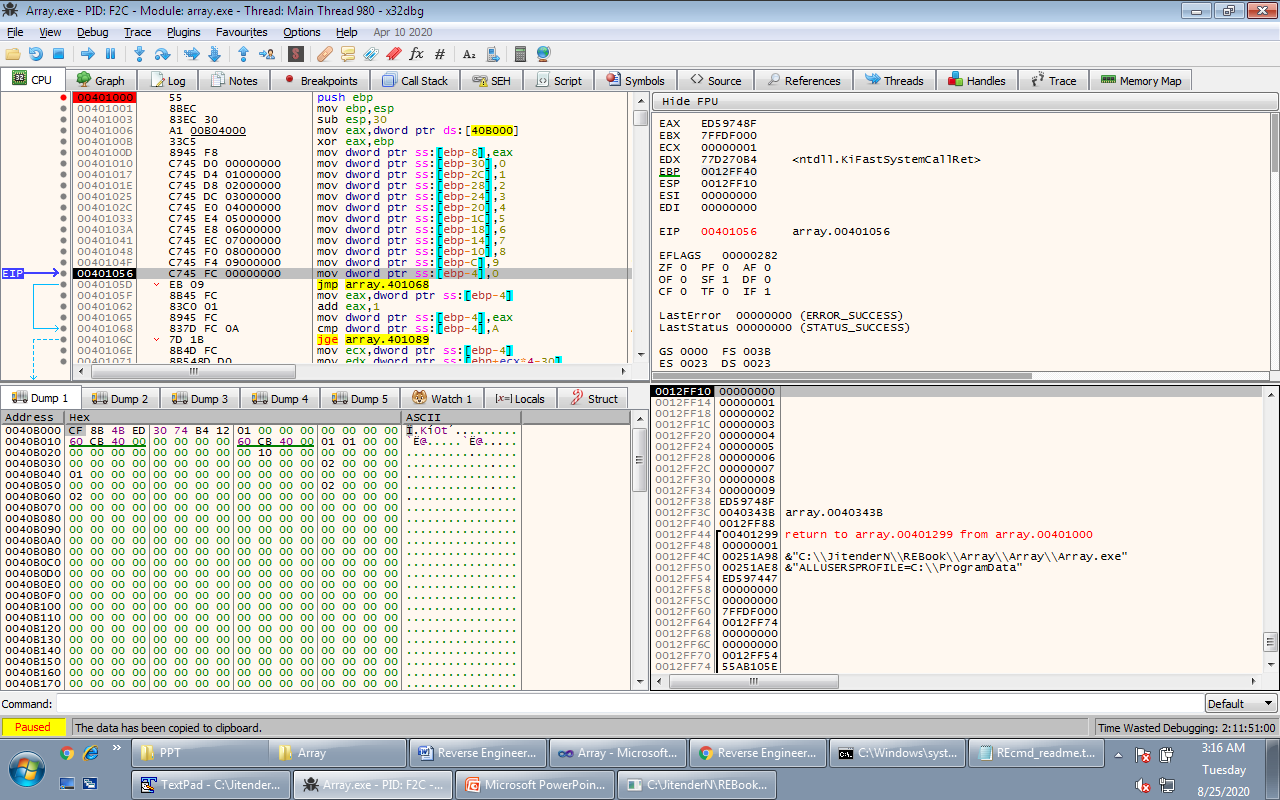 Array.exe - PID: F2C - Module: array.exe - Thread: Main Thread 980 - x32dbg
File View Debug Trace Plugins Favourites Options Help Apr 10 2020
CPU Graph Log Notes Breakpoints Call Stack SEH Script Symbols Source References Threads Handles Trace Memory Map
00401000 55 push ebp
00401001 8BEC mov ebp,esp
00401003 83EC 30 sub esp,30
00401006 A1 00B04000 mov eax,dword ptr ds:[40B000]
0040100B 33C5 xor eax,ebp
0040100D 8945 F8 mov dword ptr ss:[ebp-8],eax
00401010 C745 D0 00000000 mov dword ptr ss:[ebp-30],0
00401017 C745 D4 01000000 mov dword ptr ss:[ebp-2C],1
0040101E C745 D8 02000000 mov dword ptr ss:[ebp-28],2
00401025 C745 DC 03000000 mov dword ptr ss:[ebp-24],3
0040102C C745 E0 04000000 mov dword ptr ss:[ebp-20],4
00401033 C745 E4 05000000 mov dword ptr ss:[ebp-1C],5
0040103A C745 E8 06000000 mov dword ptr ss:[ebp-18],6
00401041 C745 EC 07000000 mov dword ptr ss:[ebp-14],7
00401048 C745 F0 08000000 mov dword ptr ss:[ebp-10],8
0040104F C745 F4 09000000 mov dword ptr ss:[ebp-C],9
EIP 00401056 C745 FC 00000000 mov dword ptr ss:[ebp-4],0
0040105D EB 09 jmp array.401068
0040105F 8B45 FC mov eax,dword ptr ss:[ebp-4]
00401062 83C0 01 add eax,1
00401065 8945 FC mov dword ptr ss:[ebp-4],eax
00401068 837D FC 0A cmp dword ptr ss:[ebp-4],A
0040106C 7D 1B jge array.401089
0040106E 8B4D FC mov ecx,dword ptr ss:[ebp-4]
00401071 8B548D D0 mov edx,dword ptr ss:[ebp+ecx*4-30]
Hide FPU
EAX ED59748F
EBX 7FFDF000
ECX 00000001
EDX 77D270B4 <ntdll.KiFastSystemCallRet>
EBP 0012FF40
ESP 0012FF10
ESI 00000000
EDI 00000000
EIP 00401056 array.00401056
EFLAGS 00000282
ZF 0 PF 0 AF 0
OF 0 SF 1 DF 0
CF 0 TF 0 IF 1
LastError 00000000 (ERROR_SUCCESS)
LastStatus 00000000 (STATUS_SUCCESS)
GS 0000 FS 003B
ES 0023 DS 0023
Dump 1 Dump 2 Dump 3 Dump 4 Dump 5 Watch 1 Locals Struct
Address Hex ASCII
0040B000 CF 8B 4B ED 30 74 B4 12 01 00 00 00 00 00 00 00 Ï.Kí0t´.........
0040B010 60 CB 40 00 00 00 00 00 60 CB 40 00 01 01 00 00 `Ë@.....`Ë@.....
0040B020 00 00 00 00 00 00 00 00 00 10 00 00 00 00 00 00 ................
0040B030 00 00 00 00 00 00 00 00 00 00 00 00 02 00 00 00 ................
0040B040 01 00 00 00 00 00 00 00 00 00 00 00 00 00 00 00 ................
0040B050 00 00 00 00 00 00 00 00 00 00 00 00 02 00 00 00 ................
0040B060 02 00 00 00 00 00 00 00 00 00 00 00 00 00 00 00 ................
0040B070 00 00 00 00 00 00 00 00 00 00 00 00 00 00 00 00 ................
0040B080 00 00 00 00 00 00 00 00 00 00 00 00 00 00 00 00 ................
0040B090 00 00 00 00 00 00 00 00 00 00 00 00 00 00 00 00 ................
0040B0A0 00 00 00 00 00 00 00 00 00 00 00 00 00 00 00 00 ................
0040B0B0 00 00 00 00 00 00 00 00 00 00 00 00 00 00 00 00 ................
0040B0C0 00 00 00 00 00 00 00 00 00 00 00 00 00 00 00 00 ................
0040B0D0 00 00 00 00 00 00 00 00 00 00 00 00 00 00 00 00 ................
0040B0E0 00 00 00 00 00 00 00 00 00 00 00 00 00 00 00 00 ................
0040B0F0 00 00 00 00 00 00 00 00 00 00 00 00 00 00 00 00 ................
0040B100 00 00 00 00 00 00 00 00 00 00 00 00 00 00 00 00 ................
0040B110 00 00 00 00 00 00 00 00 00 00 00 00 00 00 00 00 ................
0040B120 00 00 00 00 00 00 00 00 00 00 00 00 00 00 00 00 ................
0040B130 00 00 00 00 00 00 00 00 00 00 00 00 00 00 00 00 ................
0040B140 00 00 00 00 00 00 00 00 00 00 00 00 00 00 00 00 ................
0040B150 00 00 00 00 00 00 00 00 00 00 00 00 00 00 00 00 ................
0040B160 00 00 00 00 00 00 00 00 00 00 00 00 00 00 00 00 ................
0040B170 00 00 00 00 00 00 00 00 00 00 00 00 00 00 00 00 ................
0012FF10 00000000
0012FF14 00000001
0012FF18 00000002
0012FF1C 00000003
0012FF20 00000004
0012FF24 00000005
0012FF28 00000006
0012FF2C 00000007
0012FF30 00000008
0012FF34 00000009
0012FF38 ED59748F
0012FF3C 0040343B array.0040343B
0012FF40 0012FF88
0012FF44 00401299 return to array.00401299 from array.00401000
0012FF48 00000001
0012FF4C 00251A98 &"C:\\JitenderN\\REBook\\Array\\Array\\Array.exe"
0012FF50 00251AE8 &"ALLUSERSPROFILE=C:\\ProgramData"
0012FF54 ED597447
0012FF58 00000000
0012FF5C 00000000
0012FF60 7FFDF000
0012FF64 0012FF74
0012FF68 00000000
0012FF6C 00000000
0012FF70 0012FF54
0012FF74 55AB105E
Command: Default
Paused The data has been copied to clipboard. Time Wasted Debugging: 2:11:51:00
PPT Array Reverse Engineer... Array - Microsoft... Reverse Engineer... C:\Windows\syst... REcmd_readme.t... 3:16 AM
Tuesday
TextPad - C:\Jitender... Array.exe - PID: F2C -... Microsoft PowerPoin... C:\JitenderN\REBook... 8/25/2020